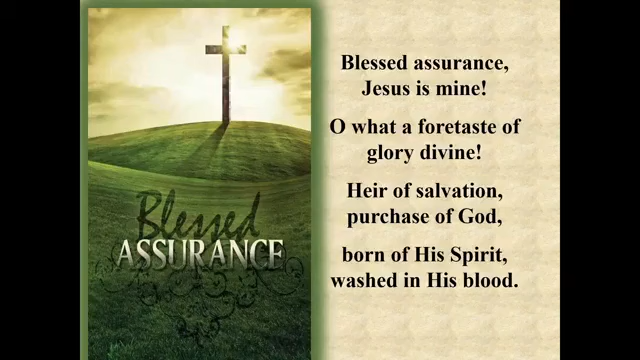 Blessed
ASSURANCE
Blessed assurance,
Jesus is mine!
O what a foretaste of
glory divine!
Heir of salvation,
purchase of God,
born of His Spirit,
washed in His blood.